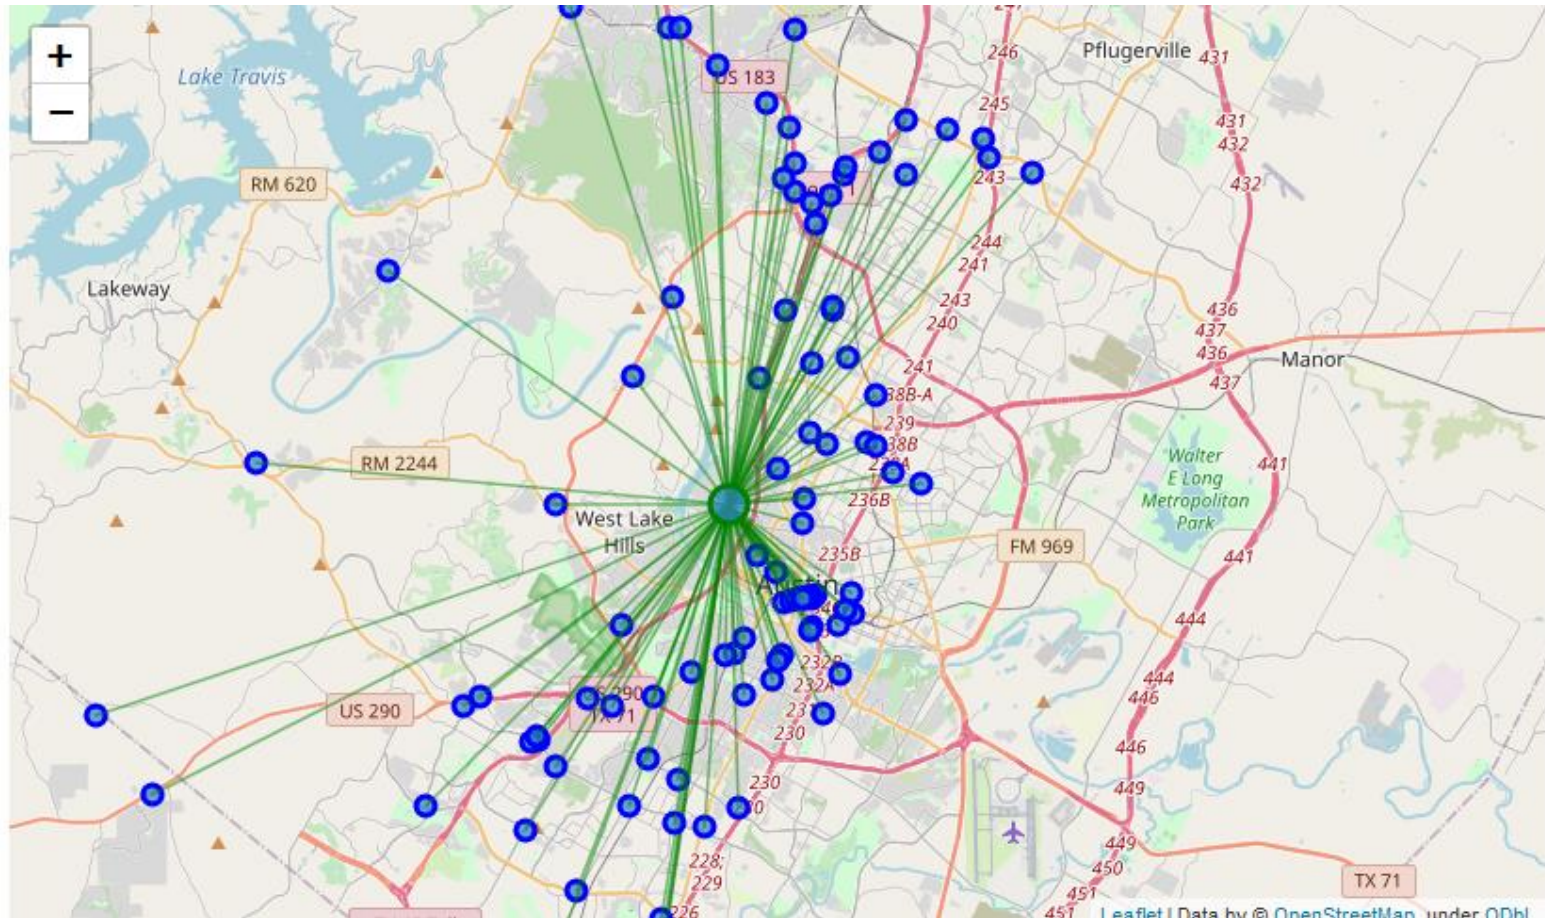 +
−
Lake Travis
US 183
Pflugerville
246
431
245
431
432
RM 620
243
432
244
241
Lakeway
243
436
240
437
436
Manor
241
437
38B-A
239
38B
RM 2244
441
Walter
E Long
Metropolitan
Park
236B
West Lake
Hills
235B
FM 969
441
Austin
444
232B
444
232A
446
US 290
TX 71
230
446
230
449
449
228;
229
450
TX 71
451
226
451
Leaflet | Data by © OpenStreetMap, under ODbL